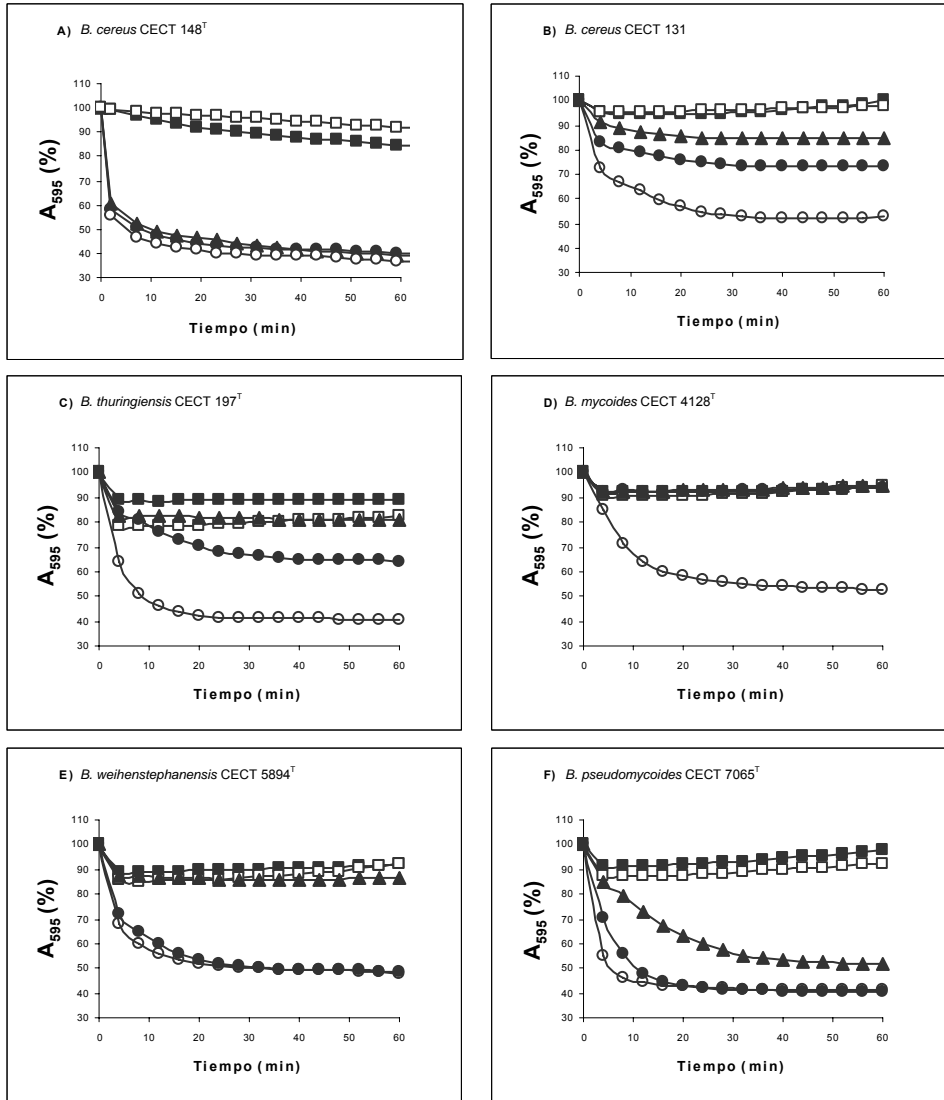 A) B. cereus CECT 148ᵀ
110
100
90
80
70
60
50
40
30
A₅₉₅ (%)
0 10 20 30 40 50 60
Tiempo (min)
B) B. cereus CECT 131
110
100
90
80
70
60
50
40
30
A₅₉₅ (%)
0 10 20 30 40 50 60
Tiempo (min)
C) B. thuringiensis CECT 197ᵀ
110
100
90
80
70
60
50
40
30
A₅₉₅ (%)
0 10 20 30 40 50 60
Tiempo (min)
D) B. mycoides CECT 4128ᵀ
110
100
90
80
70
60
50
40
30
A₅₉₅ (%)
0 10 20 30 40 50 60
Tiempo (min)
E) B. weihenstephanensis CECT 5894ᵀ
110
100
90
80
70
60
50
40
30
A₅₉₅ (%)
0 10 20 30 40 50 60
Tiempo (min)
F) B. pseudomycoides CECT 7065ᵀ
110
100
90
80
70
60
50
40
30
A₅₉₅ (%)
0 10 20 30 40 50 60
Tiempo (min)